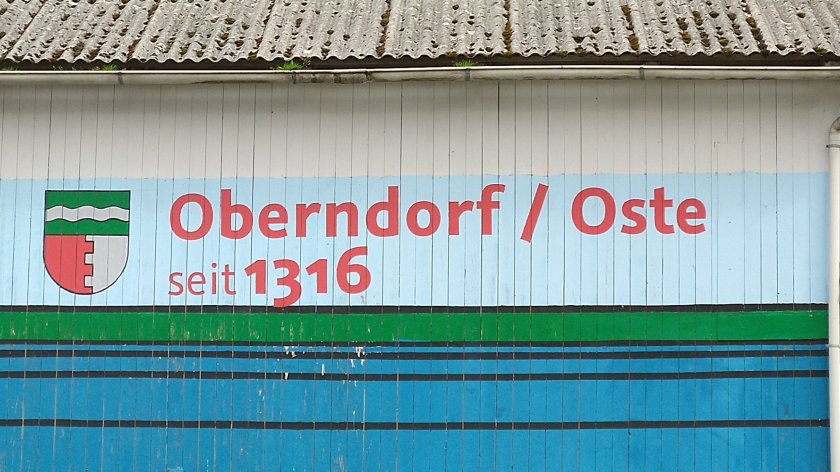 Oberndorf / Oste
seit 1316